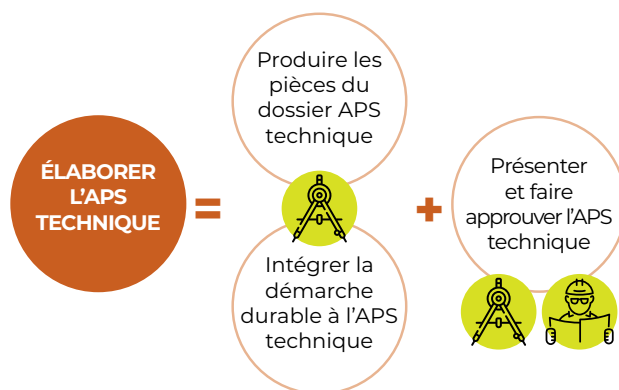 ÉLABORER
L'APS
TECHNIQUE
=
Produire les
pièces du
dossier APS
technique
Intégrer la
démarche
durable à l'APS
technique
+
Présenter
et faire
approuver l'APS
technique